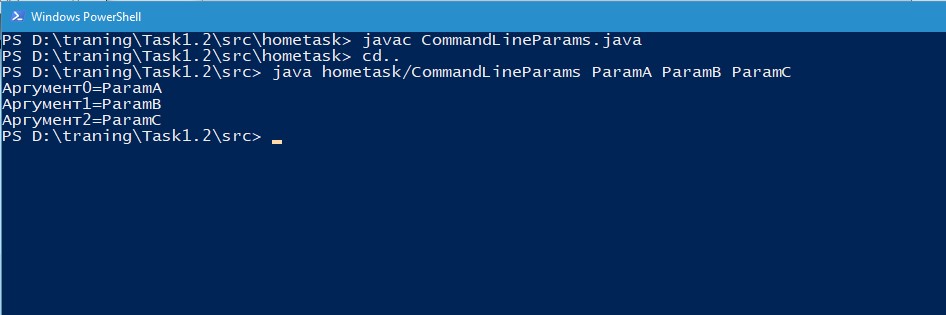 Windows PowerShell
PS D:\traning\Task1.2\src\hometask> javac CommandLineParams.java
PS D:\traning\Task1.2\src\hometask> cd..
PS D:\traning\Task1.2\src> java hometask/CommandLineParams ParamA ParamB ParamC
Аргумент0=ParamA
Аргумент1=ParamB
Аргумент2=ParamC
PS D:\traning\Task1.2\src>